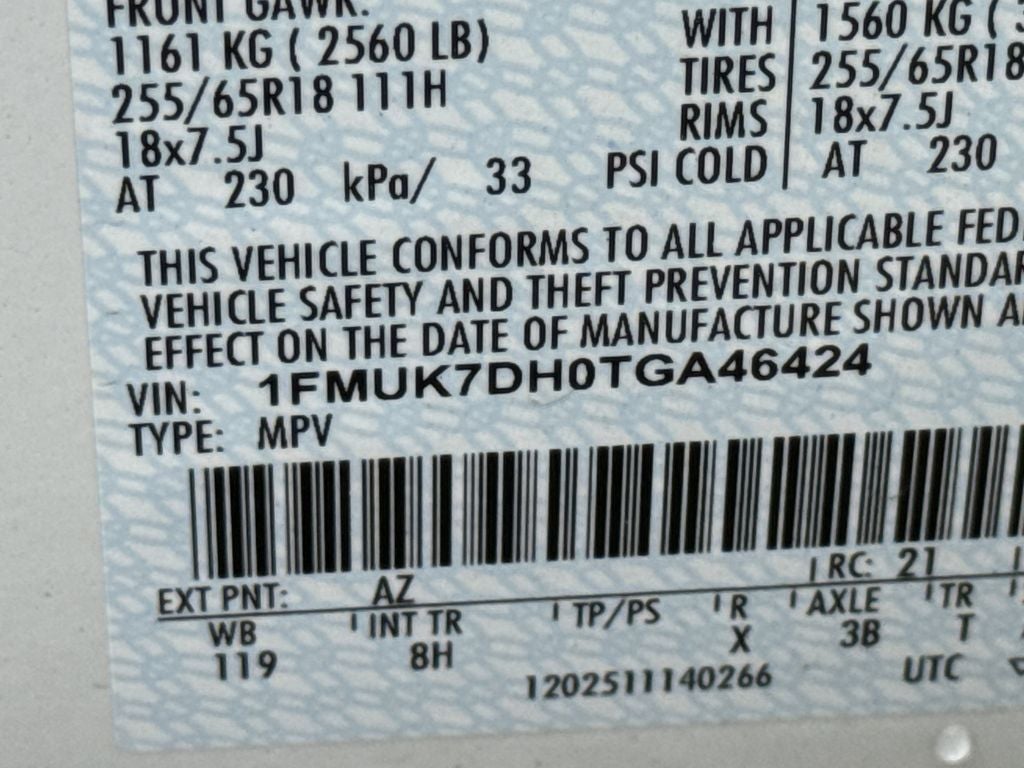 FRONT GAWR:
1161 KG ( 2560 LB) WITH 1560 KG (
255/65R18 111H TIRES 255/65R18
18x7.5J RIMS 18x7.5J
AT 230 kPa/ 33 PSI COLD AT 230
THIS VEHICLE CONFORMS TO ALL APPLICABLE FED
VEHICLE SAFETY AND THEFT PREVENTION STANDAR
EFFECT ON THE DATE OF MANUFACTURE SHOWN A
VIN: 1FMUK7DH0TGA46424
TYPE: MPV
EXT PNT: AZ RC: 21
WB INT TR TP/PS R AXLE TR
119 8H X 3B T
1202511140266 UTC